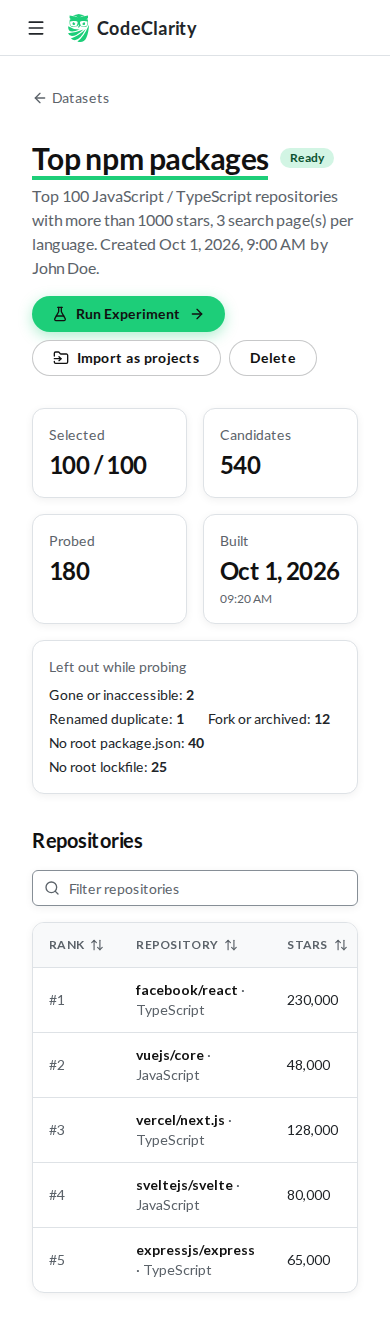 CodeClarity
Datasets
Top npm packages Ready
Top 100 JavaScript / TypeScript repositories
with more than 1000 stars, 3 search page(s) per
language. Created Oct 1, 2026, 9:00 AM by
John Doe.
Run Experiment
Import as projects Delete
Selected
100 / 100
Candidates
540
Probed
180
Built
Oct 1, 2026
09:20 AM
Left out while probing
Gone or inaccessible: 2
Renamed duplicate: 1 Fork or archived: 12
No root package.json: 40
No root lockfile: 25
Repositories
Filter repositories
RANK REPOSITORY STARS
#1 facebook/react · 230,000
TypeScript
#2 vuejs/core · 48,000
JavaScript
#3 vercel/next.js · 128,000
TypeScript
#4 sveltejs/svelte · 80,000
JavaScript
#5 expressjs/express 65,000
· TypeScript